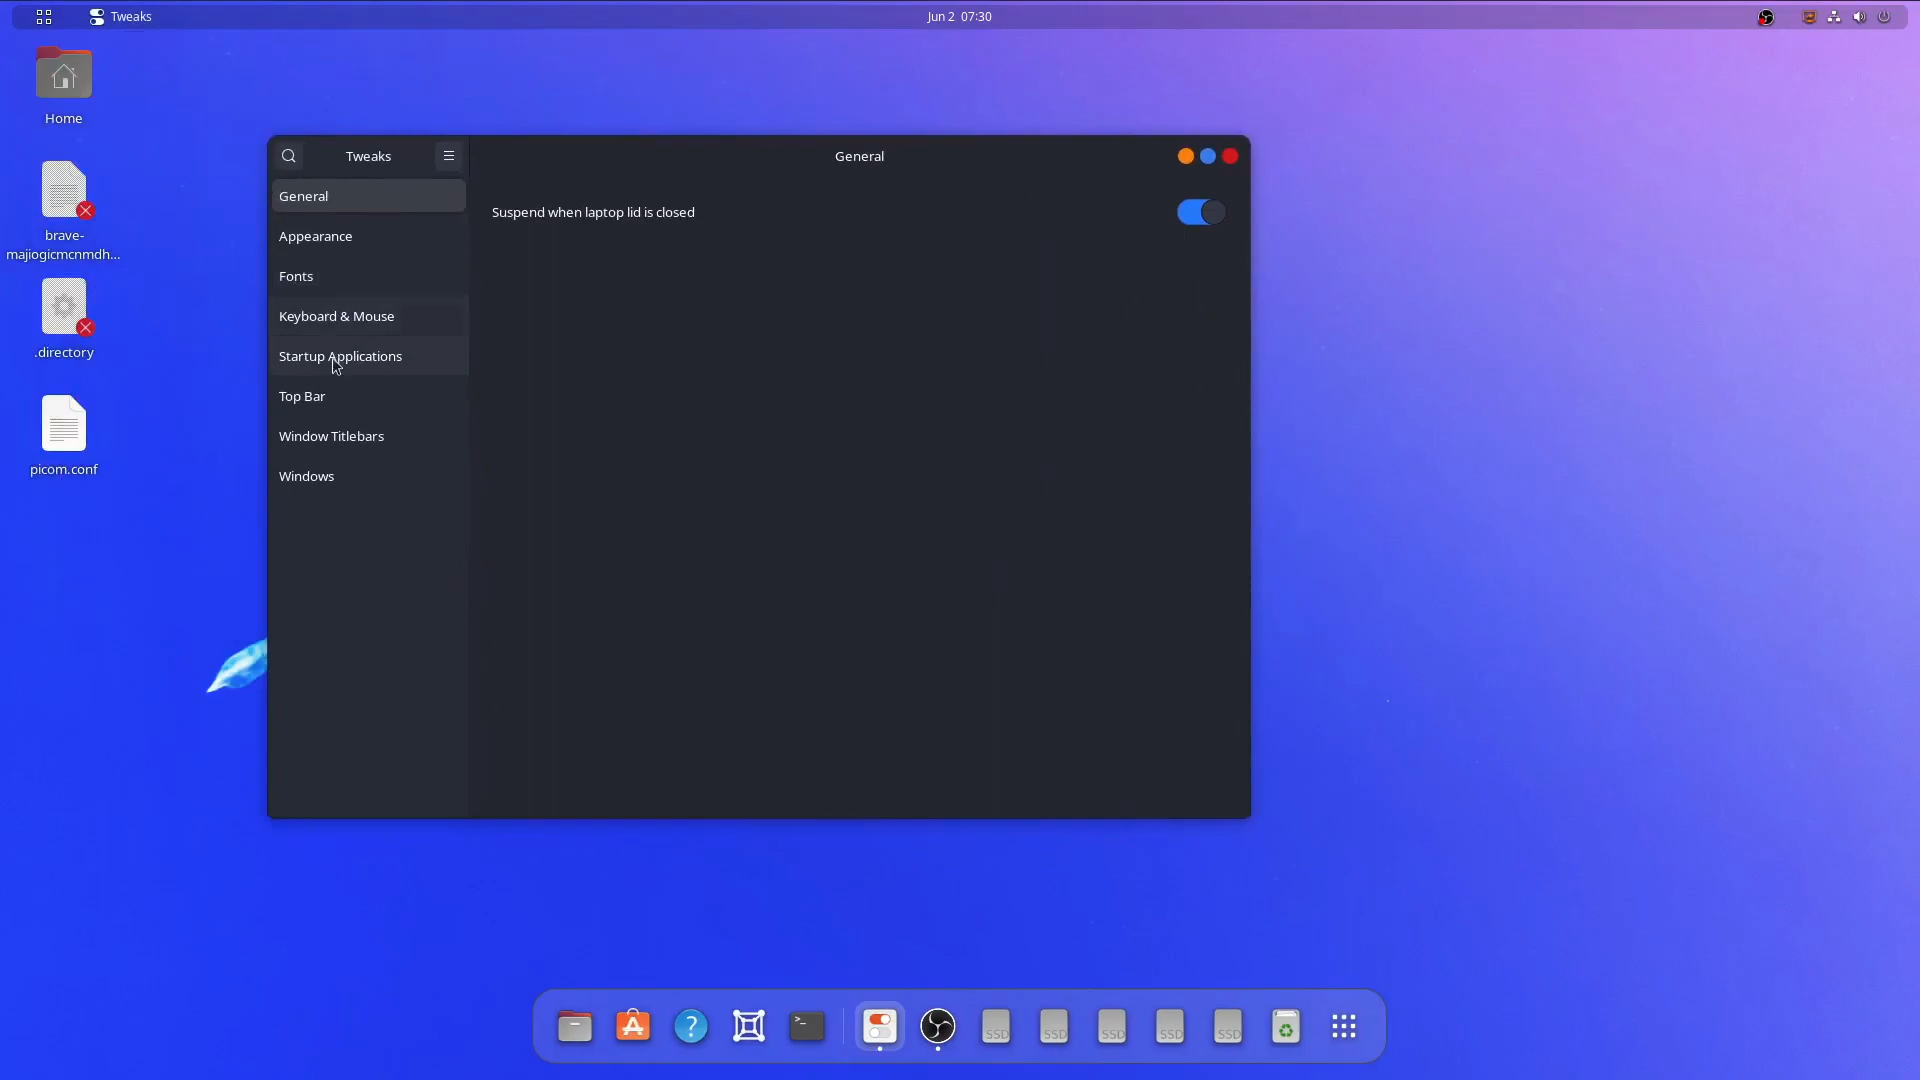 Tweaks
Jun 2 07:30
Home
brave-
majiogicmcnmdh...
.directory
picom.conf
Tweaks
General
General
Appearance
Fonts
Keyboard & Mouse
Startup Applications
Top Bar
Window Titlebars
Windows
Suspend when laptop lid is closed
SSD
SSD
SSD
SSD
SSD